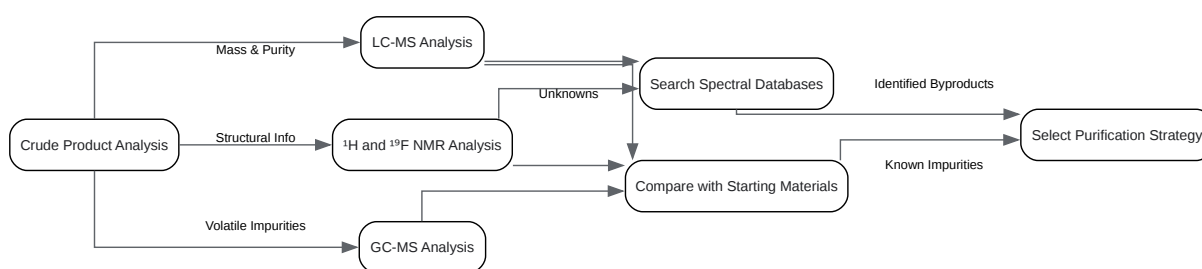 LC-MS Analysis
Mass & Purity
Search Spectral Databases
Identified Byproducts
Unknowns
Crude Product Analysis
Structural Info
¹H and ¹⁹F NMR Analysis
Select Purification Strategy
Known Impurities
Compare with Starting Materials
Volatile Impurities
GC-MS Analysis